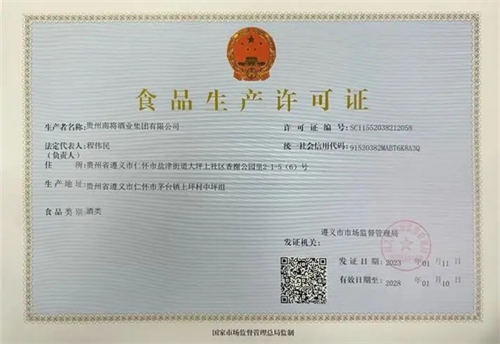 食品生产许可证
生产者名称:贵州南将酒业集团有限公司
许可证编号:SC11552038212058
法定代表人:程伟民
(负责人)
统一社会信用代码:91520382MABT6K8A3Q
住所:贵州省遵义市仁怀市盐津街道大坪上社区香樾公园里2-1-5(6)号
生产地址:贵州省遵义市仁怀市茅台镇上坪村中坪组
食品类别:酒类
遵义市市场监督管理局
发证机关:
发证日期 2023年01月11日
有效日期至 2028年01月10日
国家市场监督管理总局监制